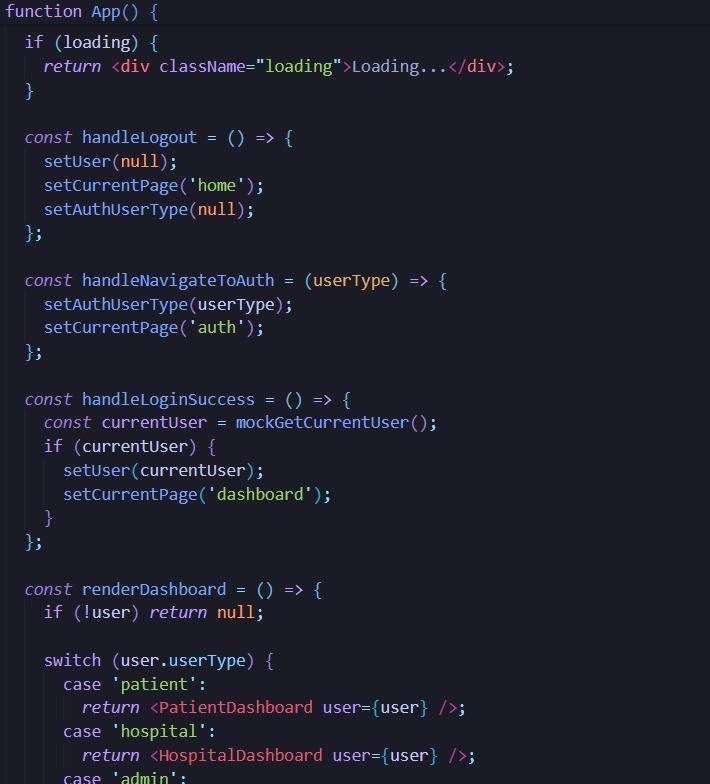 function App() {
if (loading) {
return <div className="loading">Loading...</div>;
}
const handleLogout = () => {
setUser(null);
setCurrentPage('home');
setAuthUserType(null);
};
const handleNavigateToAuth = (userType) => {
setAuthUserType(userType);
setCurrentPage('auth');
};
const handleLoginSuccess = () => {
const currentUser = mockGetCurrentUser();
if (currentUser) {
setUser(currentUser);
setCurrentPage('dashboard');
}
};
const renderDashboard = () => {
if (!user) return null;
switch (user.userType) {
case 'patient':
return <PatientDashboard user={user} />;
case 'hospital':
return <HospitalDashboard user={user} />;
case 'admin':